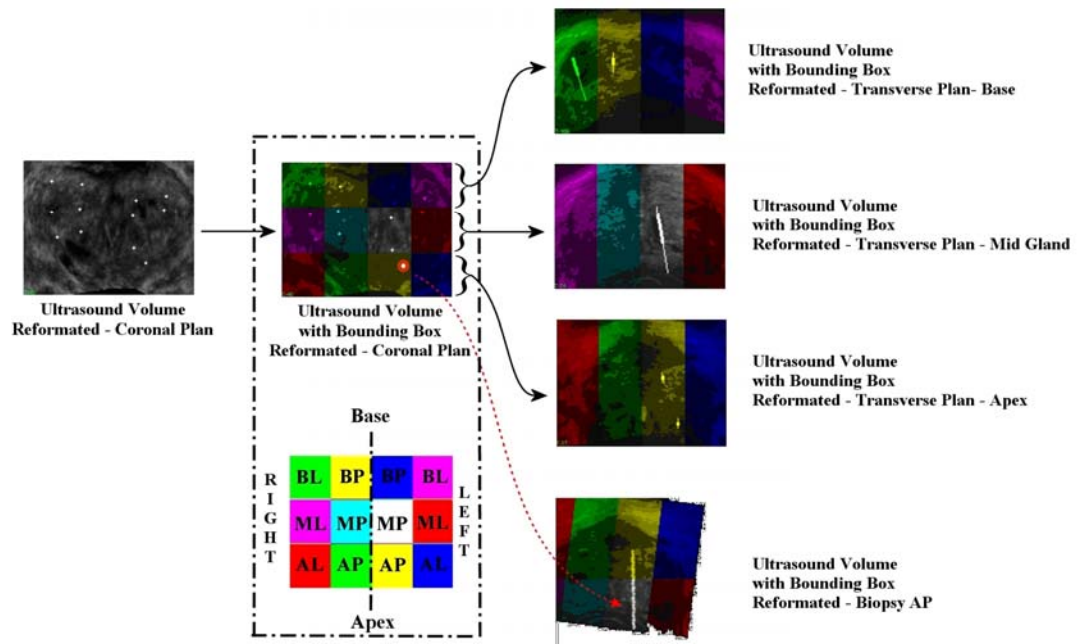 Ultrasound Volume
with Bounding Box
Reformated - Transverse Plan- Base
Ultrasound Volume
with Bounding Box
Reformated - Transverse Plan - Mid Gland
Ultrasound Volume
Reformated - Coronal Plan
Ultrasound Volume
with Bounding Box
Reformated - Coronal Plan
Ultrasound Volume
with Bounding Box
Reformated - Transverse Plan - Apex
Base
RIGHT
BL BP BP BL
ML MP MP ML
AL AP AP AL
LEFT
Apex
Ultrasound Volume
with Bounding Box
Reformated - Biopsy AP